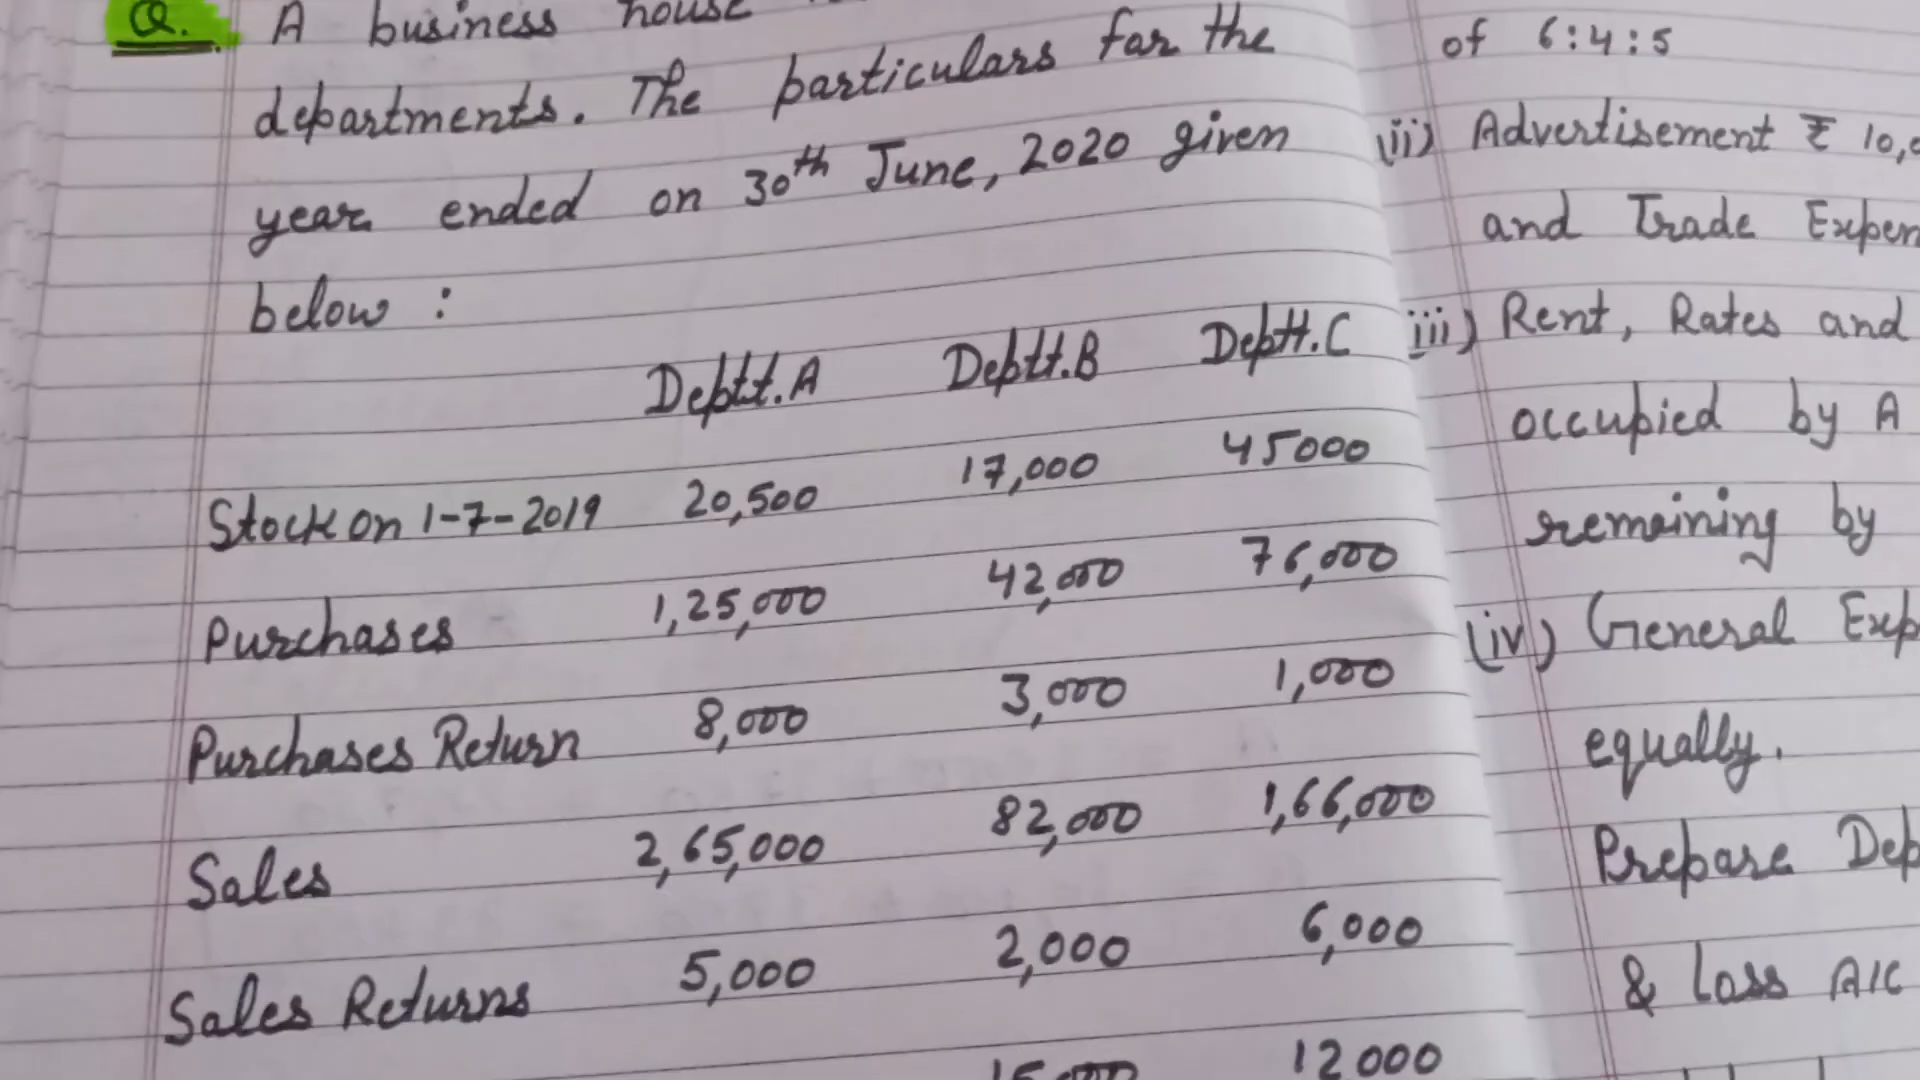 Q. A business house
departments. The particulars for the
year ended on 30th June, 2020 given
below :
Deptt.A Deptt.B Deptt.C
Stock on 1-7-2019 20,500 17,000 45000
Purchases 1,25,000 42,000 76,000
Purchases Return 8,000 3,000 1,000
Sales 2,65,000 82,000 1,66,000
Sales Returns 5,000 2,000 6,000
12000
of 6:4:5
(ii) Advertisement ₹ 10,
and Trade Expen
iii) Rent, Rates and
occupied by A
remaining by
(iv) General Exp
equally.
Prepare Dep
& Loss A/C